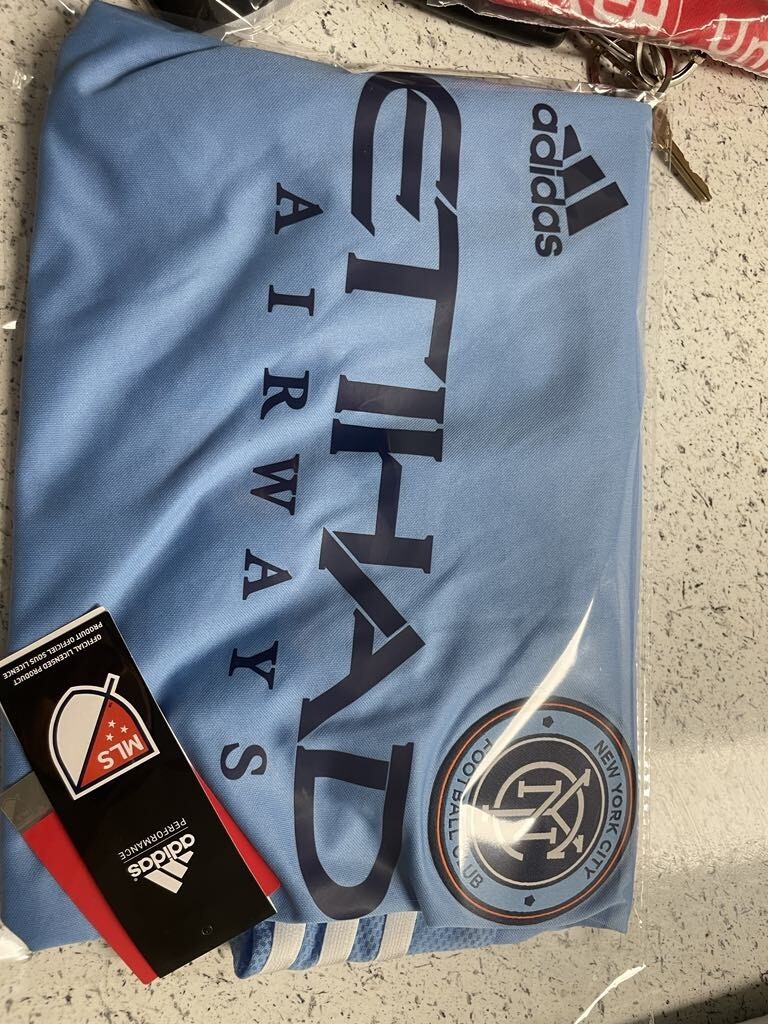 adidas
ETIHAD
AIRWAYS
NEW YORK CITY
FOOTBALL CLUB
NYC
OFFICIAL LICENSED PRODUCT
PRODUIT OFFICIEL SOUS LICENCE
MLS
adidas
PERFORMANCE